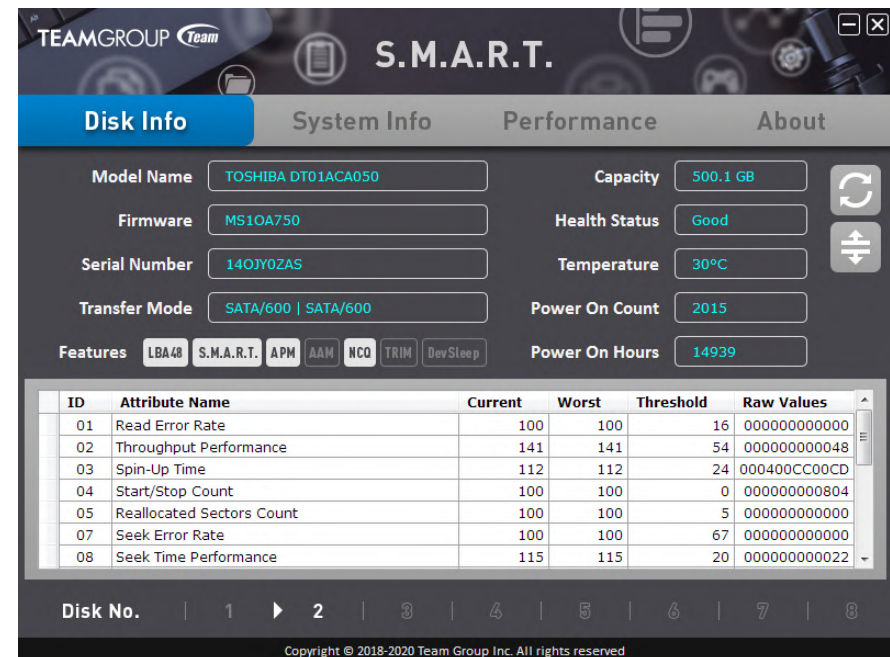 TEAMGROUP Team
S.M.A.R.T.
Disk Info System Info Performance About
Model Name TOSHIBA DT01ACA050 Capacity 500.1 GB
Firmware MS1OA750 Health Status Good
Serial Number 14OJY0ZAS Temperature 30°C
Transfer Mode SATA/600 | SATA/600 Power On Count 2015
Features LBA48 S.M.A.R.T. APM AAM NCQ TRIM DevSleep Power On Hours 14939
ID Attribute Name Current Worst Threshold Raw Values
01 Read Error Rate 100 100 16 000000000000
02 Throughput Performance 141 141 54 000000000048
03 Spin-Up Time 112 112 24 000400CC00CD
04 Start/Stop Count 100 100 0 000000000804
05 Reallocated Sectors Count 100 100 5 000000000000
07 Seek Error Rate 100 100 67 000000000000
08 Seek Time Performance 115 115 20 000000000022
Disk No. | 1 2 | 3 | 4 | 5 | 6 | 7 | 8
Copyright © 2018-2020 Team Group Inc. All rights reserved